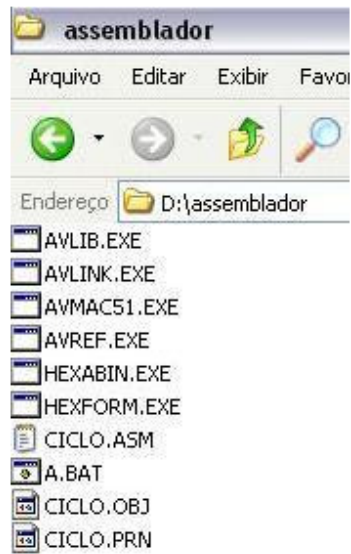 assemblador
Arquivo Editar Exibir Favor
Endereço D:\assemblador
AVLIB.EXE
AVLINK.EXE
AVMAC51.EXE
AVREF.EXE
HEXABIN.EXE
HEXFORM.EXE
CICLO.ASM
A.BAT
CICLO.OBJ
CICLO.PRN